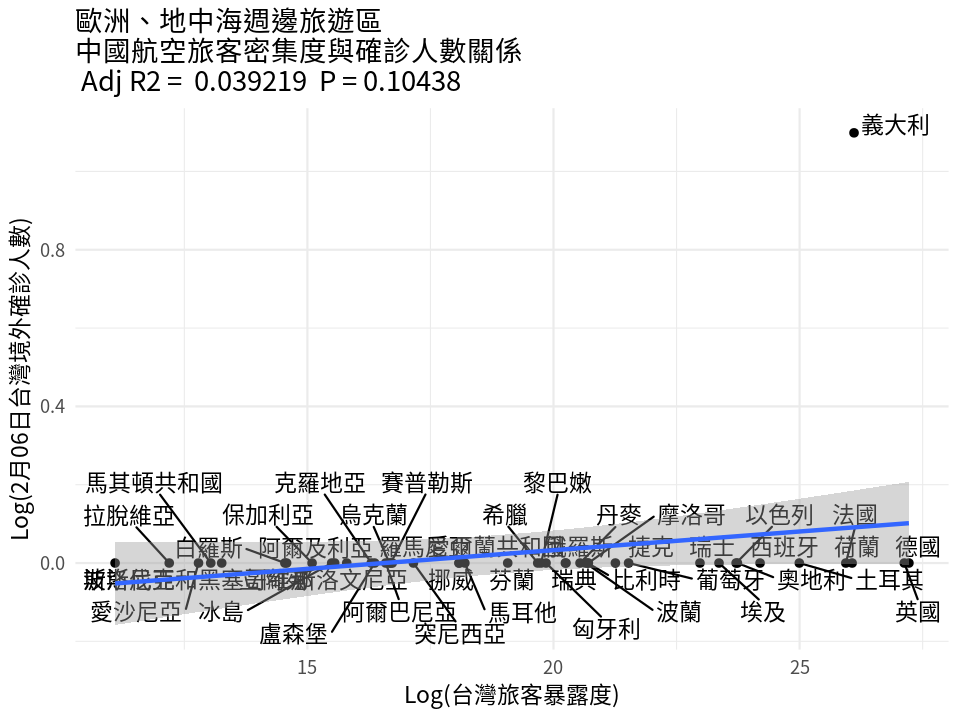 歐洲、地中海週邊旅遊區
中國航空旅客密集度與確診人數關係
Adj R2 = 0.039219 P = 0.10438
義大利
Log(2月06日台灣境外確診人數)
0.8
0.4
0.0
馬其頓共和國 克羅地亞 賽普勒斯 黎巴嫩
拉脫維亞 保加利亞 烏克蘭 希臘 丹麥 摩洛哥 以色列 法國
白羅斯 阿爾及利亞 捷克 瑞士 西班牙 荷蘭 德國
挪威 芬蘭 瑞典 比利時 葡萄牙 奧地利 土耳其
愛沙尼亞 冰島 阿爾巴尼亞 馬耳他 波蘭 埃及 英國
盧森堡 突尼西亞 匈牙利
15 20 25
Log(台灣旅客暴露度)